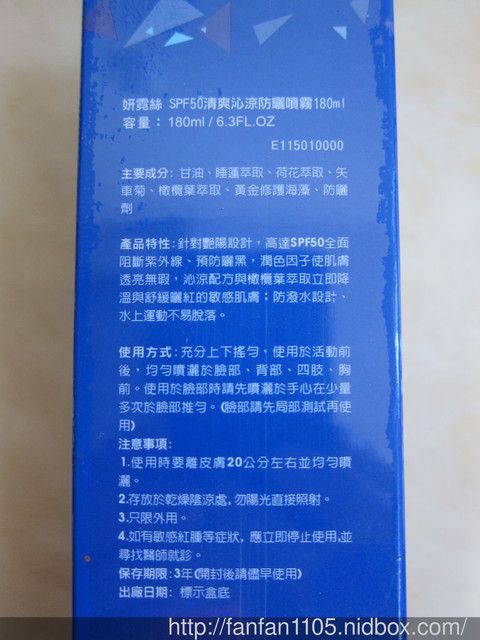 妍霓絲 SPF50清爽沁涼防曬噴霧180ml
容量：180ml / 6.3FL.OZ
E115010000
主要成分: 甘油、睡蓮萃取、荷花萃取、矢
車菊、橄欖葉萃取、黃金修護海藻、防曬
劑
產品特性:針對艷陽設計，高達SPF50全面
阻斷紫外線、預防曬黑，潤色因子使肌膚
透亮無瑕，沁涼配方與橄欖葉萃取立即降
溫與舒緩曬紅的敏感肌膚；防潑水設計、
水上運動不易脫落。
使用方式:充分上下搖勻，使用於活動前
後，均勻噴灑於臉部、背部、四肢、胸
前。使用於臉部時請先噴灑於手心在少量
多次於臉部推勻。(臉部請先局部測試再使
用)
注意事項:
1.使用時要離皮膚20公分左右並均勻噴
灑。
2.存放於乾燥陰涼處,勿陽光直接照射。
3.只限外用。
4.如有敏感紅腫等症狀, 應立即停止使用,並
尋找醫師就診。
保存期限:3年(開封後請儘早使用)
出廠日期: 標示盒底
http://fanfan1105.nidbox.com/